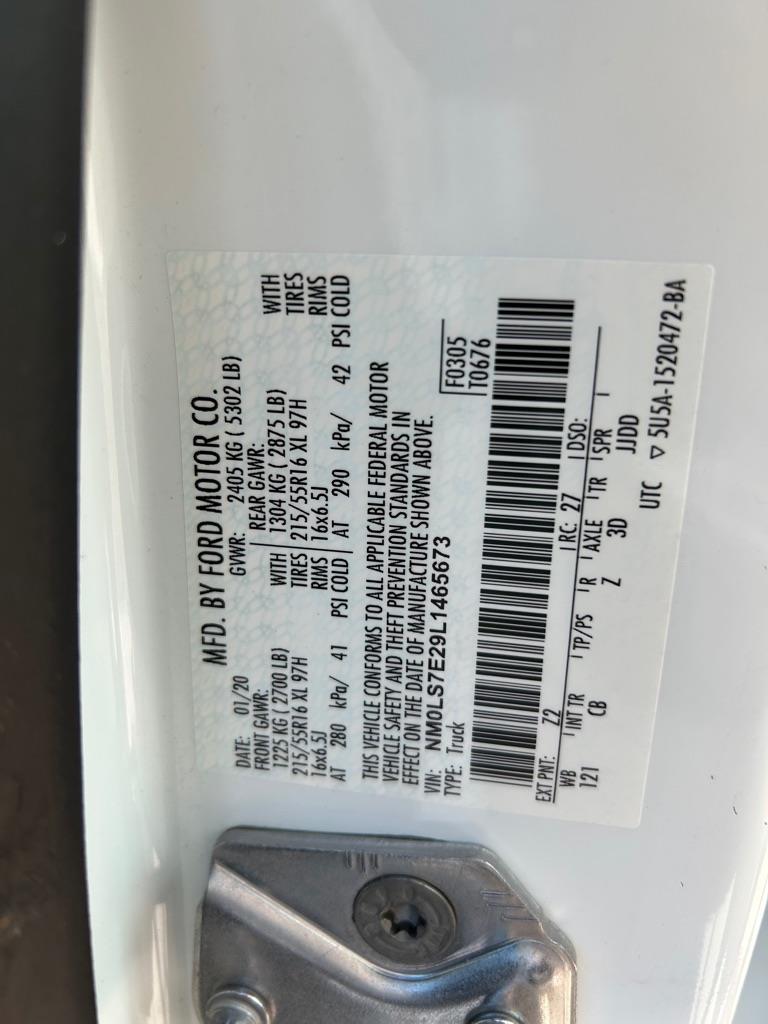 MFD. BY FORD MOTOR CO.
DATE: 01/20 GVWR: 2405 KG ( 5302 LB)
FRONT GAWR: REAR GAWR:
1225 KG ( 2700 LB) WITH 1304 KG ( 2875 LB) WITH
215/55R16 XL 97H TIRES 215/55R16 XL 97H TIRES
16x6.5J RIMS 16x6.5J RIMS
AT 280 kPa/ 41 PSI COLD AT 290 kPa/ 42 PSI COLD
THIS VEHICLE CONFORMS TO ALL APPLICABLE FEDERAL MOTOR
VEHICLE SAFETY AND THEFT PREVENTION STANDARDS IN
EFFECT ON THE DATE OF MANUFACTURE SHOWN ABOVE.
VIN: NM0LS7E29L1465673
TYPE: Truck
F0305
T0676
EXT PNT: Z2 RC: 27 DSO:
WB INT TR TP/PS R AXLE TR SPR
121 CB Z 3D JJDD
UTC ▽ 5U5A-1520472-BA